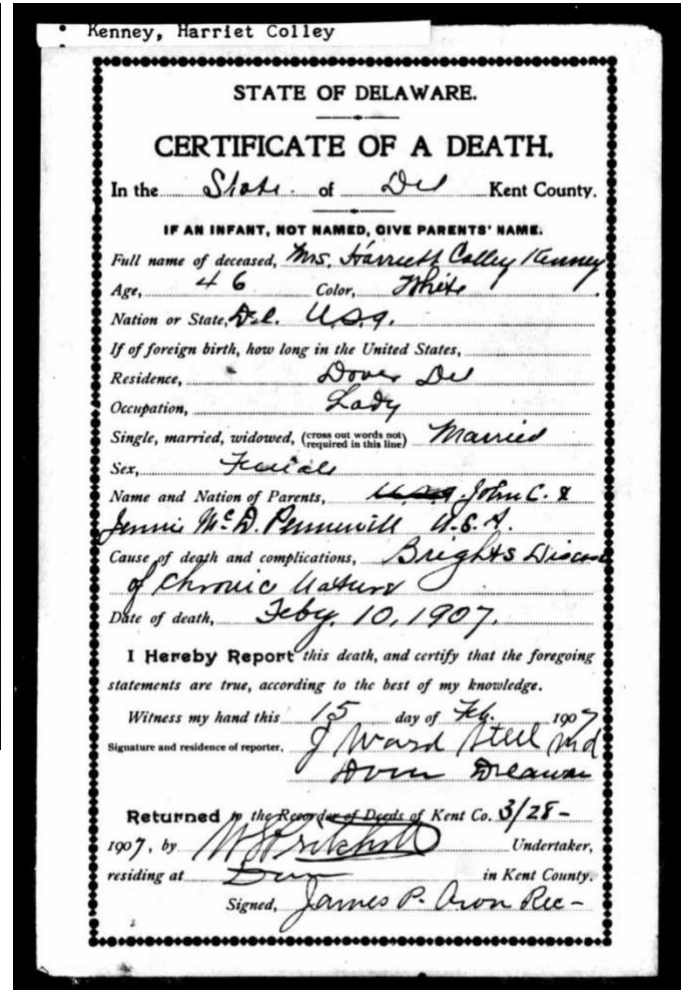 Kenney, Harriet Colley
STATE OF DELAWARE.
CERTIFICATE OF A DEATH.
In the State. of Del Kent County.
IF AN INFANT, NOT NAMED, GIVE PARENTS' NAME.
Full name of deceased, Mrs. Harriett Colley Kenney
Age, 46 Color, White
Nation or State, Del. U.S.A.
If of foreign birth, how long in the United States,
Residence, Dover Del
Occupation, Lady
Single, married, widowed, (cross out words not required in this line) Married
Sex, Female
Name and Nation of Parents, U.S.A. John C. &
Jennie McD. Pennewill U.S.A.
Cause of death and complications, Brights Disease
of Chronic Nature
Date of death, Feby, 10, 1907.
I Hereby Report this death, and certify that the foregoing
statements are true, according to the best of my knowledge.
Witness my hand this 15 day of Feb. 1907
Signature and residence of reporter, J Ward Md
Dover Delaware
Returned to the Recorder of Deeds of Kent Co. 3/28-
1907, by Undertaker,
residing at Dover in Kent County.
Signed, James P. Rec-